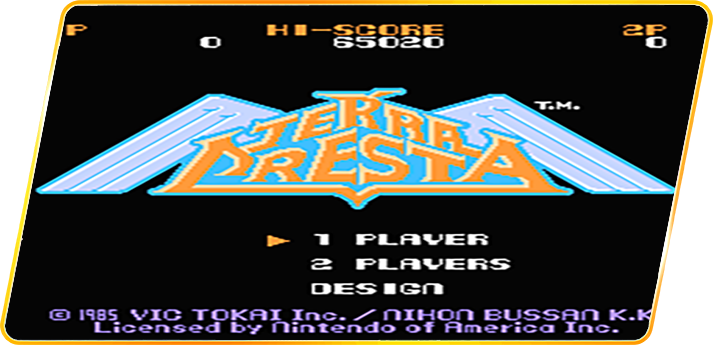 P HI-SCORE 2P
0 65020 0
TERRA T.M.
CRESTA
1 PLAYER
2 PLAYERS
DESIGN
© 1985 VIC TOKAI Inc. / NIHON BUSSAN K.K
Licensed by Nintendo of America Inc.